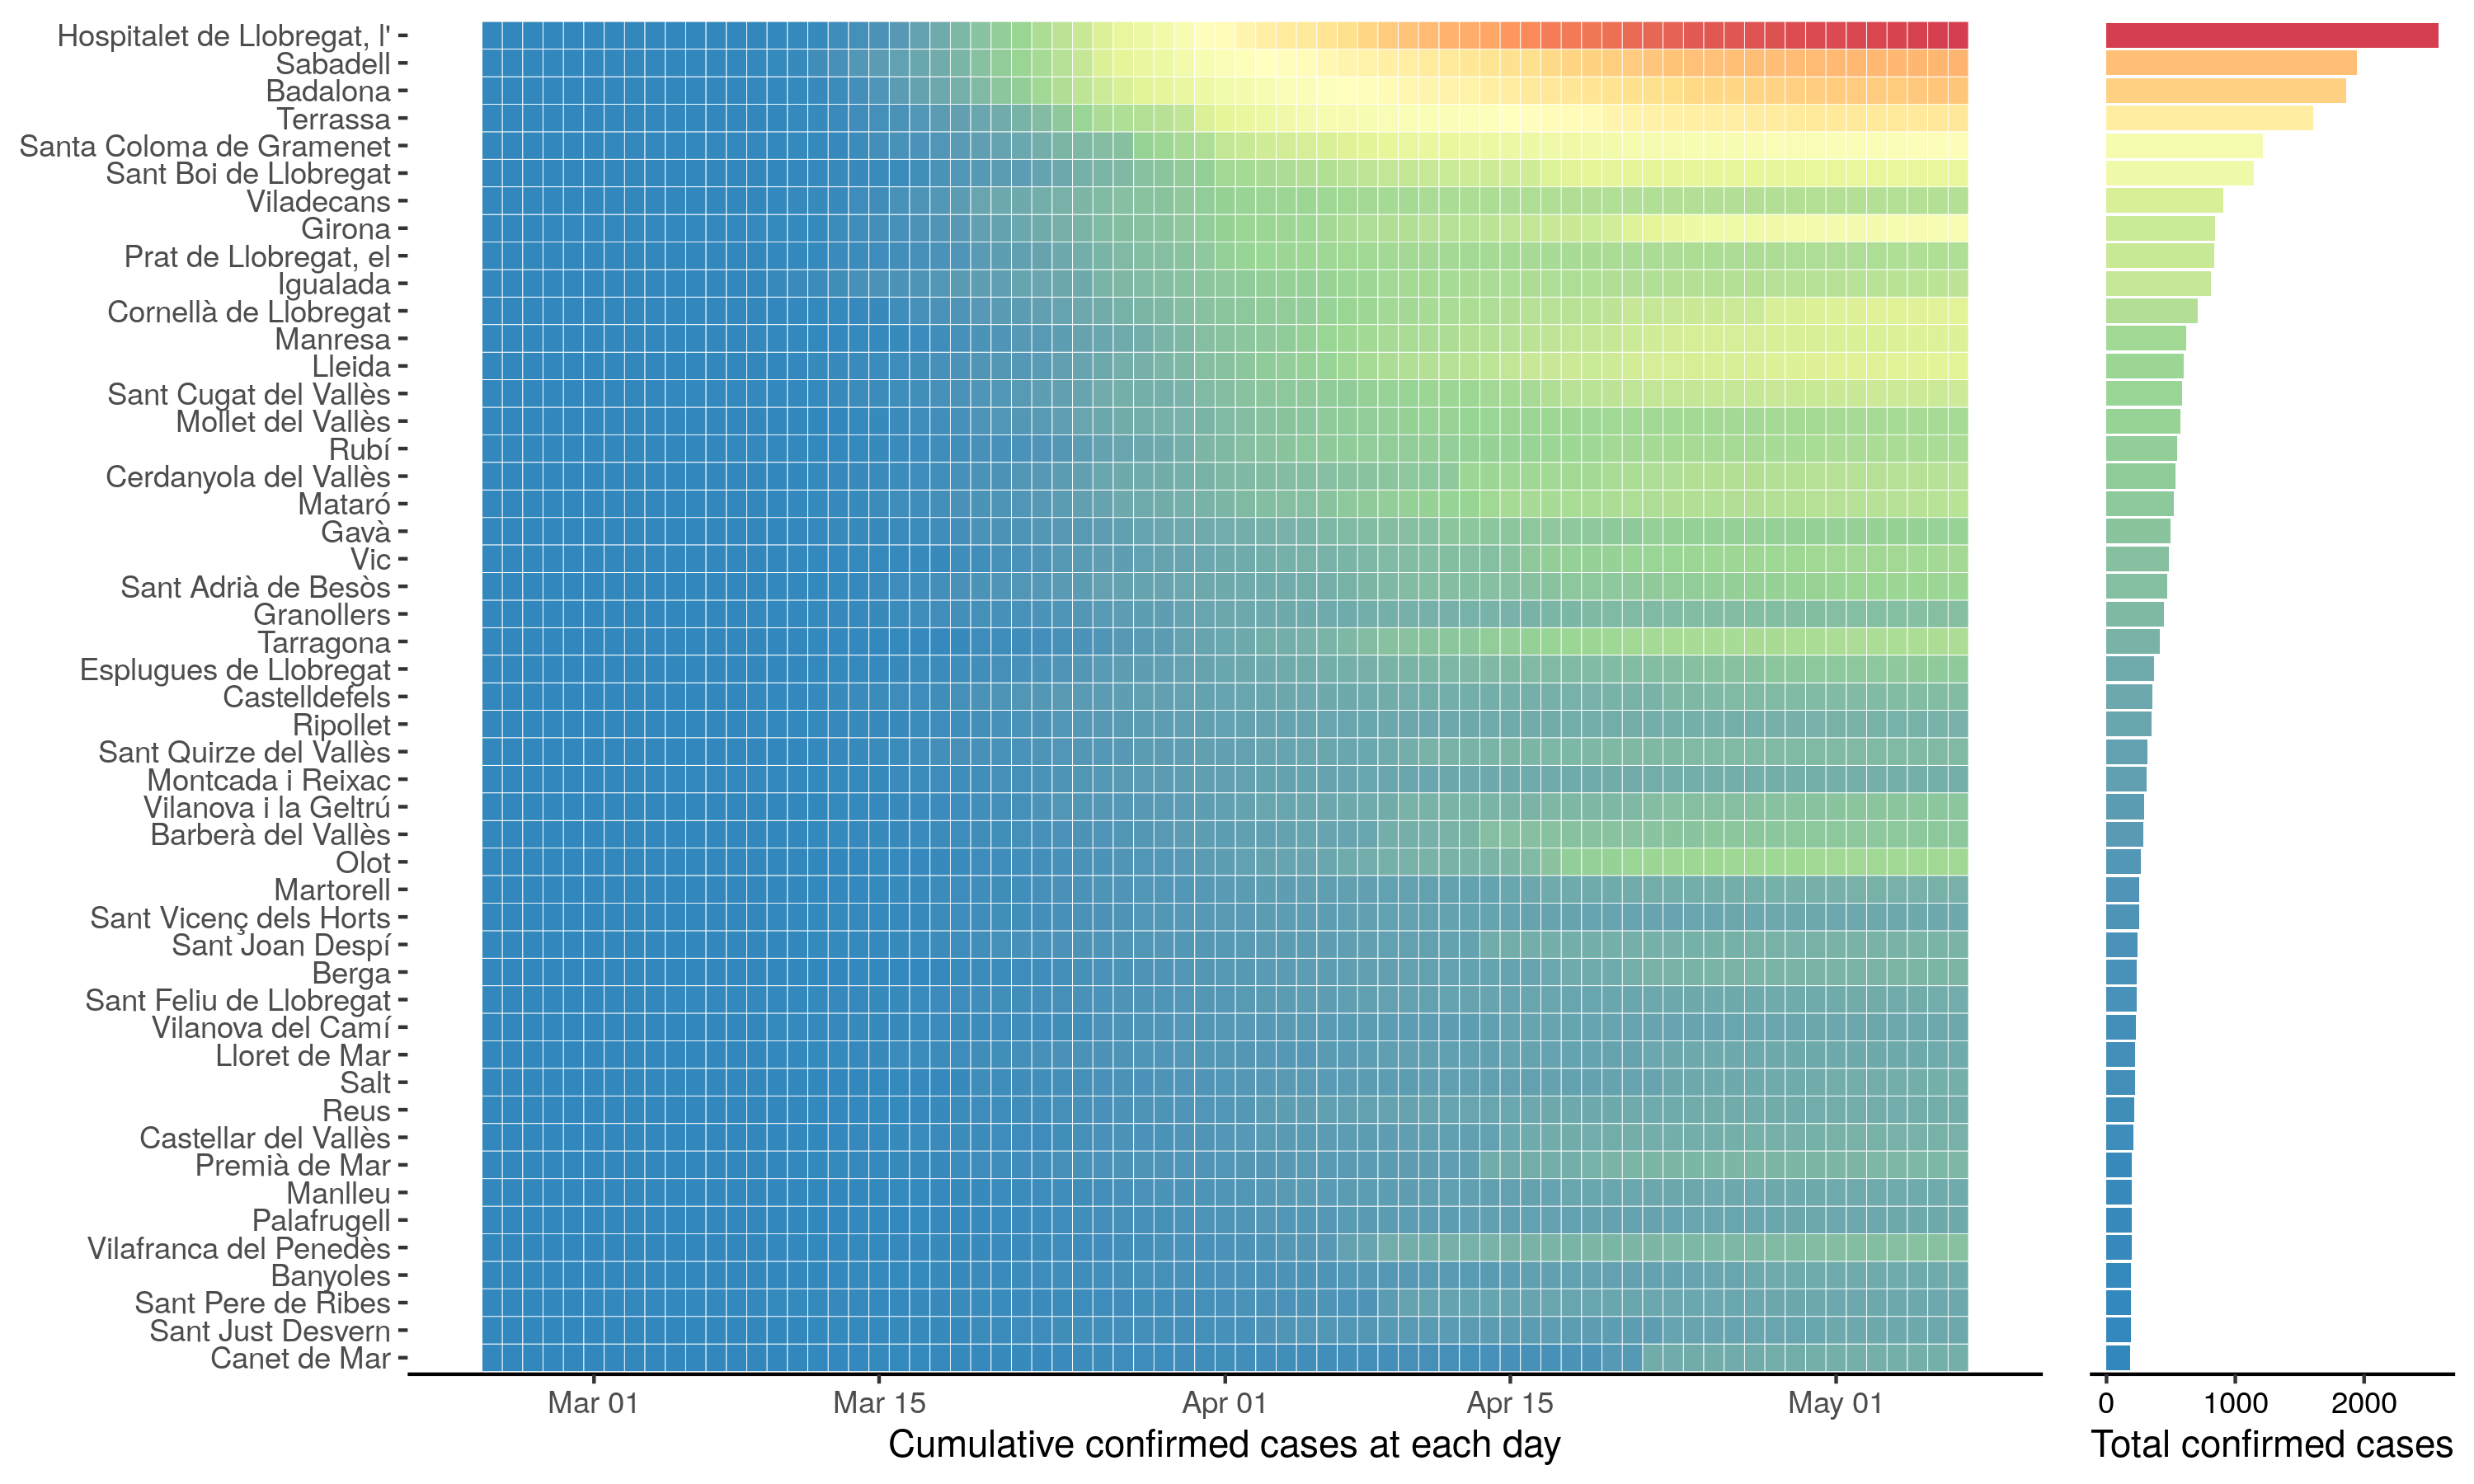 Hospitalet de Llobregat, l'
Sabadell
Badalona
Terrassa
Santa Coloma de Gramenet
Sant Boi de Llobregat
Viladecans
Girona
Prat de Llobregat, el
Igualada
Cornellà de Llobregat
Manresa
Lleida
Sant Cugat del Vallès
Mollet del Vallès
Rubí
Cerdanyola del Vallès
Mataró
Gavà
Vic
Sant Adrià de Besòs
Granollers
Tarragona
Esplugues de Llobregat
Castelldefels
Ripollet
Sant Quirze del Vallès
Montcada i Reixac
Vilanova i la Geltrú
Barberà del Vallès
Olot
Martorell
Sant Vicenç dels Horts
Sant Joan Despí
Berga
Sant Feliu de Llobregat
Vilanova del Camí
Lloret de Mar
Salt
Reus
Castellar del Vallès
Premià de Mar
Manlleu
Palafrugell
Vilafranca del Penedès
Banyoles
Sant Pere de Ribes
Sant Just Desvern
Canet de Mar
Mar 01 Mar 15 Apr 01 Apr 15 May 01
Cumulative confirmed cases at each day
0 1000 2000
Total confirmed cases